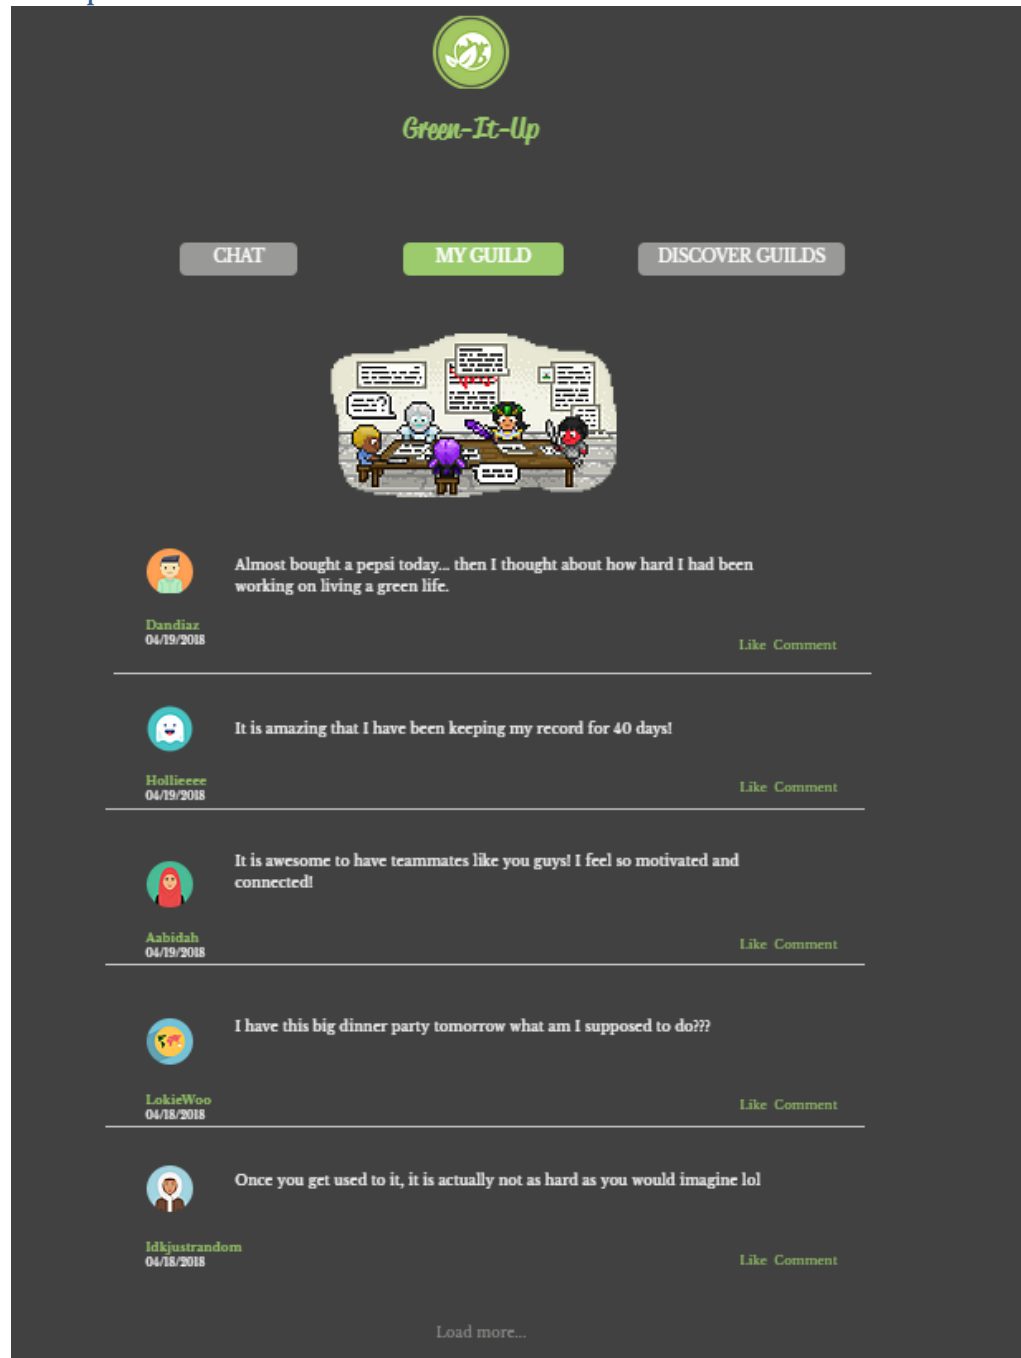 Green-It-Up
CHAT
MY GUILD
DISCOVER GUILDS
Almost bought a pepsi today... then I thought about how hard I had been
working on living a green life.
Dandiaz
04/19/2018
Like Comment
It is amazing that I have been keeping my record for 40 days!
Hollieeee
04/19/2018
Like Comment
It is awesome to have teammates like you guys! I feel so motivated and
connected!
Aabidah
04/19/2018
Like Comment
I have this big dinner party tomorrow what am I supposed to do???
LokieWoo
04/18/2018
Like Comment
Once you get used to it, it is actually not as hard as you would imagine lol
Idkjustrandom
04/18/2018
Like Comment
Load more...